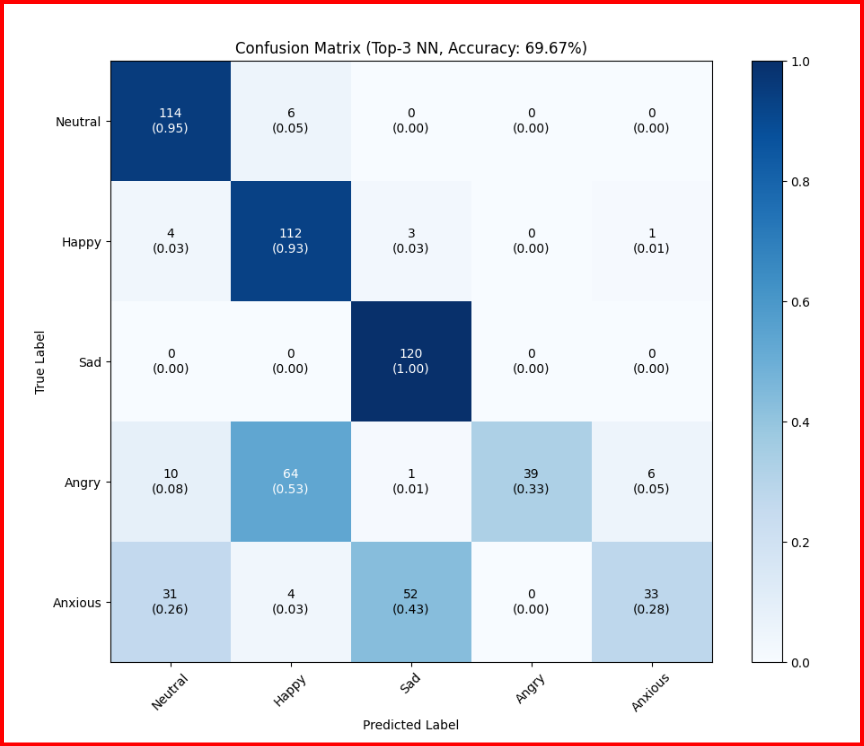 Confusion Matrix (Top-3 NN, Accuracy: 69.67%)
True Label
Neutral
114 6 0 0 0
(0.95) (0.05) (0.00) (0.00) (0.00)
Happy
4 112 3 0 1
(0.03) (0.93) (0.03) (0.00) (0.01)
Sad
0 0 120 0 0
(0.00) (0.00) (1.00) (0.00) (0.00)
Angry
10 64 1 39 6
(0.08) (0.53) (0.01) (0.33) (0.05)
Anxious
31 4 52 0 33
(0.26) (0.03) (0.43) (0.00) (0.28)
Neutral Happy Sad Angry Anxious
Predicted Label
1.0
0.8
0.6
0.4
0.2
0.0